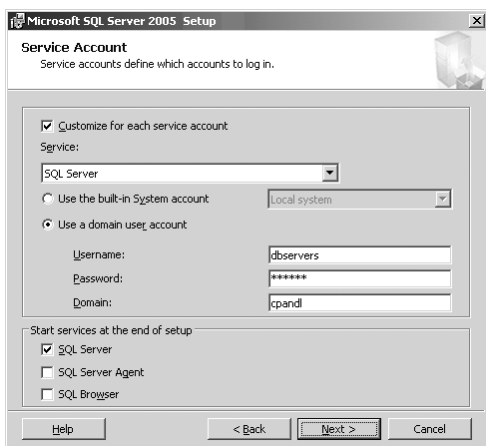 Microsoft SQL Server 2005 Setup
Service Account
Service accounts define which accounts to log in.
Customize for each service account
Service:
SQL Server
Use the built-in System account
Local system
Use a domain user account
Username:
dbservers
Password:
******
Domain:
cpandl
Start services at the end of setup
SQL Server
SQL Server Agent
SQL Browser
Help
< Back
Next >
Cancel